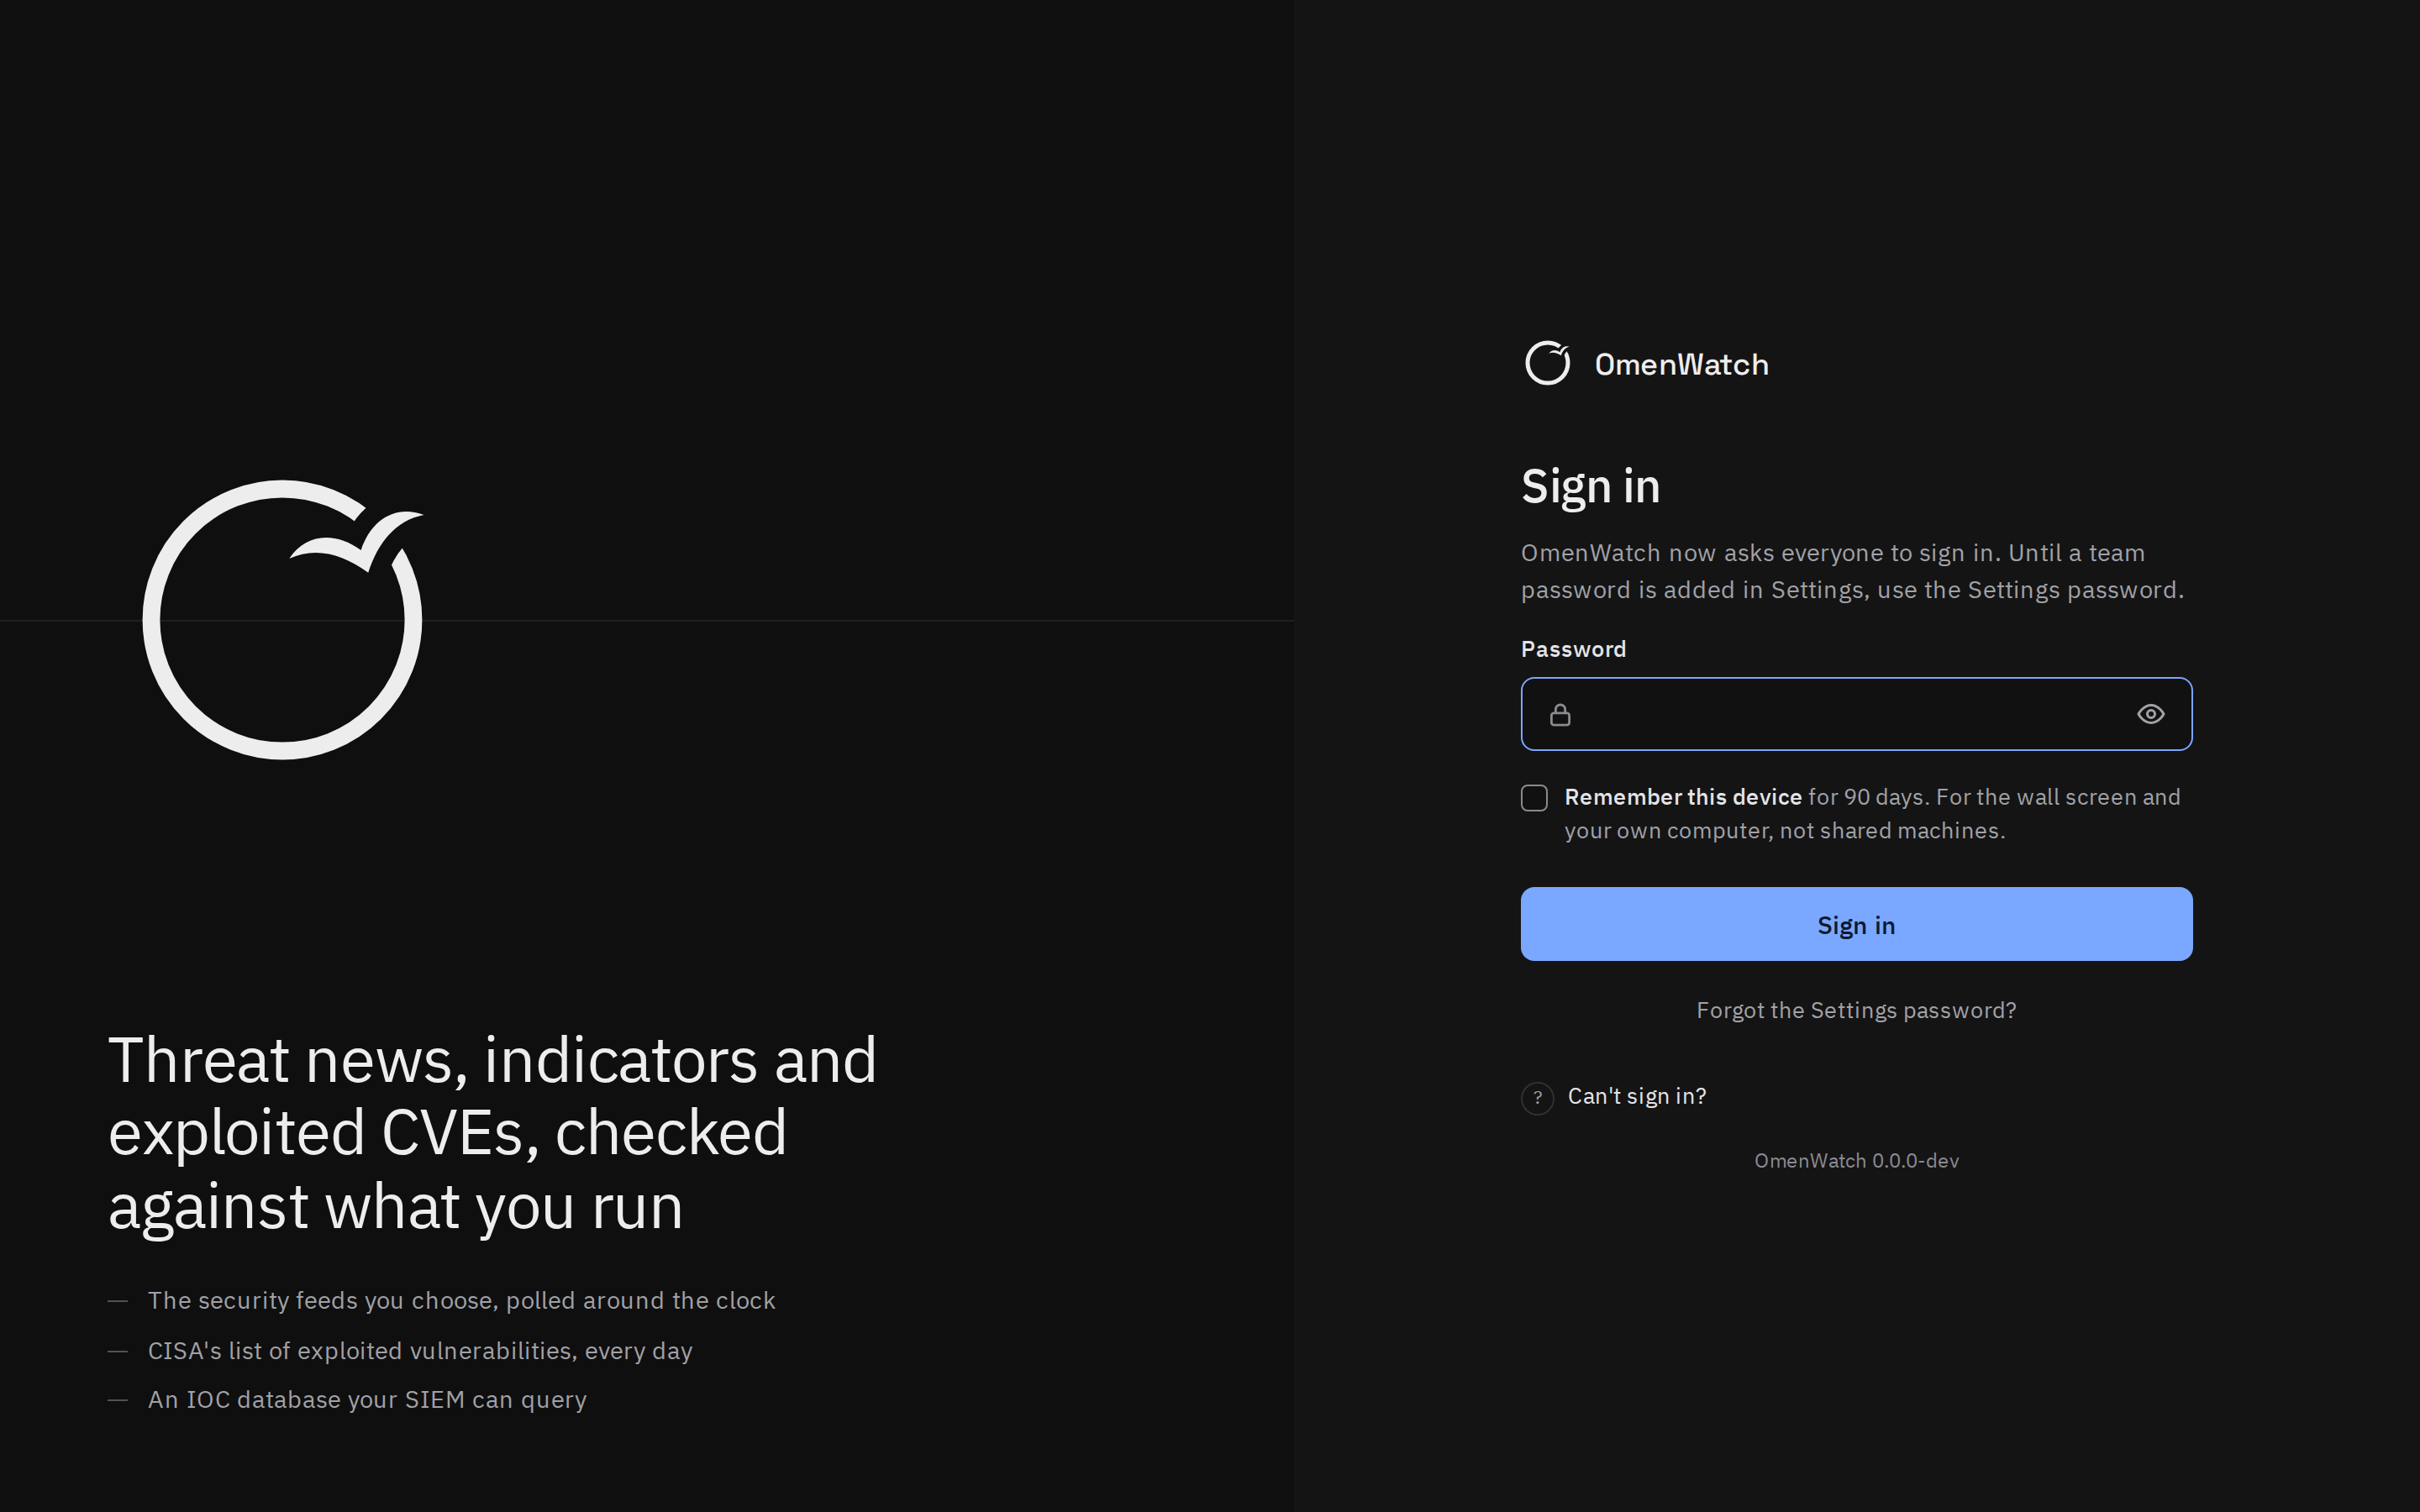 Threat news, indicators and
exploited CVEs, checked
against what you run
— The security feeds you choose, polled around the clock
— CISA's list of exploited vulnerabilities, every day
— An IOC database your SIEM can query
OmenWatch
Sign in
OmenWatch now asks everyone to sign in. Until a team
password is added in Settings, use the Settings password.
Password
Remember this device for 90 days. For the wall screen and
your own computer, not shared machines.
Sign in
Forgot the Settings password?
? Can't sign in?
OmenWatch 0.0.0-dev